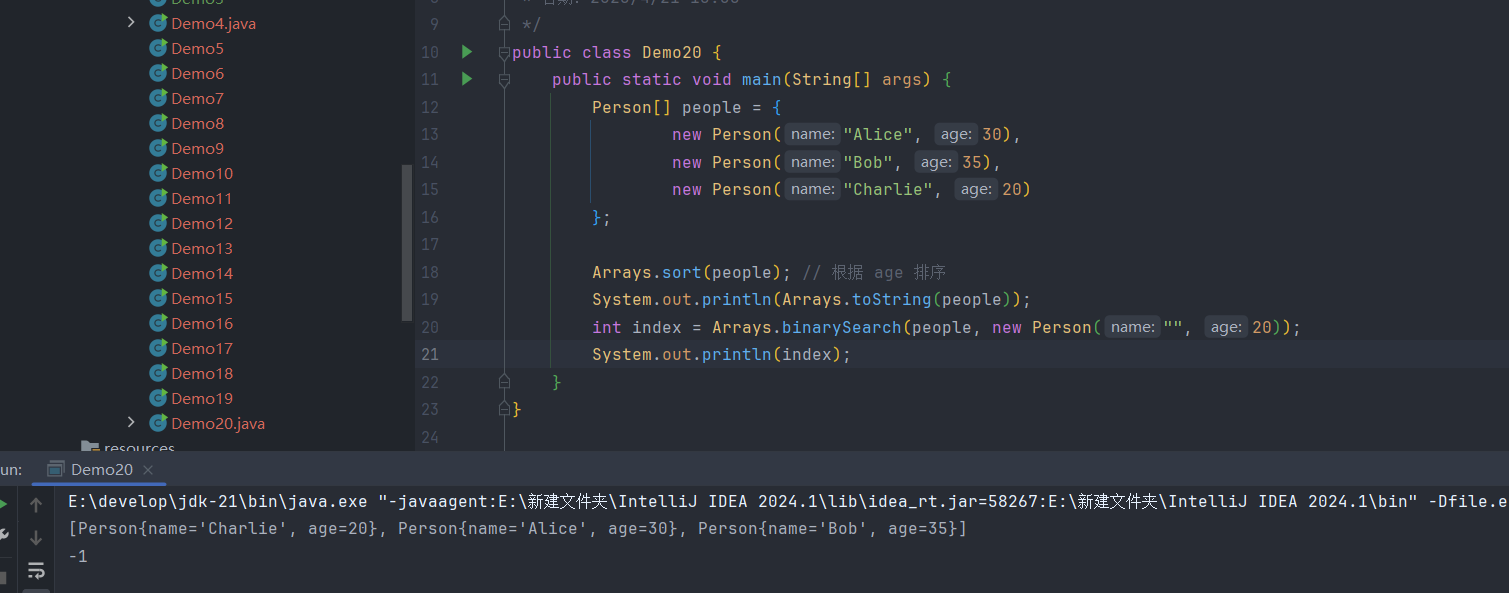 Demo4.java
Demo5
Demo6
Demo7
Demo8
Demo9
Demo10
Demo11
Demo12
Demo13
Demo14
Demo15
Demo16
Demo17
Demo18
Demo19
Demo20.java
resources
9 */
10 public class Demo20 {
11 public static void main(String[] args) {
12 Person[] people = {
13 new Person( name: "Alice", age: 30),
14 new Person( name: "Bob", age: 35),
15 new Person( name: "Charlie", age: 20)
16 };
17
18 Arrays.sort(people); // 根据 age 排序
19 System.out.println(Arrays.toString(people));
20 int index = Arrays.binarySearch(people, new Person( name: "", age: 20));
21 System.out.println(index);
22 }
23 }
24
un: Demo20
E:\develop\jdk-21\bin\java.exe "-javaagent:E:\新建文件夹\IntelliJ IDEA 2024.1\lib\idea_rt.jar=58267:E:\新建文件夹\IntelliJ IDEA 2024.1\bin" -Dfile.e
[Person{name='Charlie', age=20}, Person{name='Alice', age=30}, Person{name='Bob', age=35}]
-1